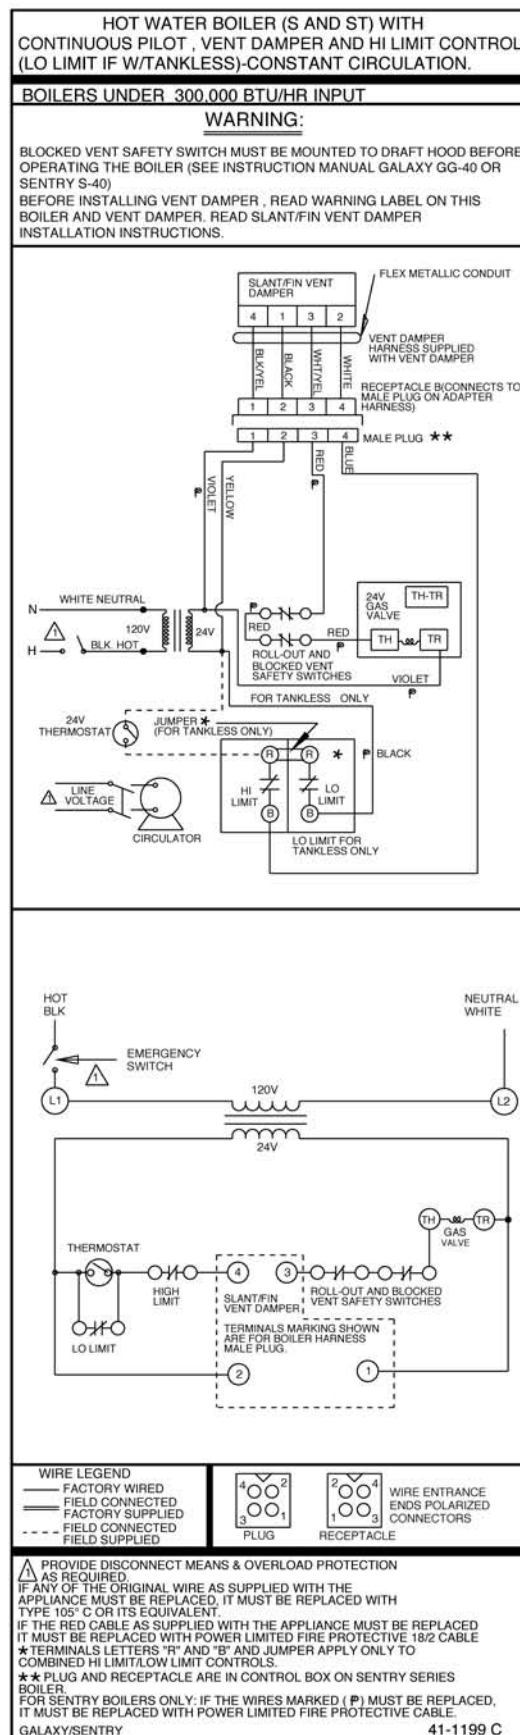 HOT WATER BOILER (S AND ST) WITH
CONTINUOUS PILOT , VENT DAMPER AND HI LIMIT CONTROL
(LO LIMIT IF W/TANKLESS)-CONSTANT CIRCULATION.
BOILERS UNDER 300,000 BTU/HR INPUT
WARNING:
BLOCKED VENT SAFETY SWITCH MUST BE MOUNTED TO DRAFT HOOD BEFORE
OPERATING THE BOILER (SEE INSTRUCTION MANUAL GALAXY GG-40 OR
SENTRY S-40)
BEFORE INSTALLING VENT DAMPER , READ WARNING LABEL ON THIS
BOILER AND VENT DAMPER. READ SLANT/FIN VENT DAMPER
INSTALLATION INSTRUCTIONS.
SLANT/FIN VENT
DAMPER
4 1 3 2
FLEX METALLIC CONDUIT
VENT DAMPER
HARNESS SUPPLIED
WITH VENT DAMPER
BLK/YEL
BLACK
WHT/YEL
WHITE
RECEPTACLE B(CONNECTS TO
MALE PLUG ON ADAPTER
HARNESS)
1 2 3 4
1 2 3 4
MALE PLUG **
VIOLET
YELLOW
RED
BLUE
P
P
N
WHITE NEUTRAL
120V
24V
1
H
BLK. HOT
P
RED
RED
P
ROLL-OUT AND
BLOCKED VENT
SAFETY SWITCHES
24V
GAS
VALVE
TH-TR
TH
TR
VIOLET
P
FOR TANKLESS ONLY
24V
THERMOSTAT
JUMPER *
(FOR TANKLESS ONLY)
R
R
*
P BLACK
HI
LIMIT
LO
LIMIT
B
B
LO LIMIT FOR
TANKLESS ONLY
1
LINE
VOLTAGE
CIRCULATOR
HOT
BLK
NEUTRAL
WHITE
EMERGENCY
SWITCH
1
L1
120V
L2
24V
TH
TR
GAS
VALVE
THERMOSTAT
HIGH
LIMIT
4
3
SLANT/FIN
VENT DAMPER
ROLL-OUT AND BLOCKED
VENT SAFETY SWITCHES
LO LIMIT
TERMINALS MARKING SHOWN
ARE FOR BOILER HARNESS
MALE PLUG.
2
1
WIRE LEGEND
FACTORY WIRED
FIELD CONNECTED
FACTORY SUPPLIED
FIELD CONNECTED
FIELD SUPPLIED
4 2
3 1
PLUG
2 4
1 3
RECEPTACLE
WIRE ENTRANCE
ENDS POLARIZED
CONNECTORS
1 PROVIDE DISCONNECT MEANS & OVERLOAD PROTECTION
AS REQUIRED.
IF ANY OF THE ORIGINAL WIRE AS SUPPLIED WITH THE
APPLIANCE MUST BE REPLACED, IT MUST BE REPLACED WITH
TYPE 105° C OR ITS EQUIVALENT.
IF THE RED CABLE AS SUPPLIED WITH THE APPLIANCE MUST BE REPLACED
IT MUST BE REPLACED WITH POWER LIMITED FIRE PROTECTIVE 18/2 CABLE
* TERMINALS LETTERS "R" AND "B" AND JUMPER APPLY ONLY TO
COMBINED HI LIMIT/LOW LIMIT CONTROLS.
** PLUG AND RECEPTACLE ARE IN CONTROL BOX ON SENTRY SERIES
BOILER.
FOR SENTRY BOILERS ONLY: IF THE WIRES MARKED ( P ) MUST BE REPLACED,
IT MUST BE REPLACED WITH POWER LIMITED FIRE PROTECTIVE CABLE.
GALAXY/SENTRY
41-1199 C